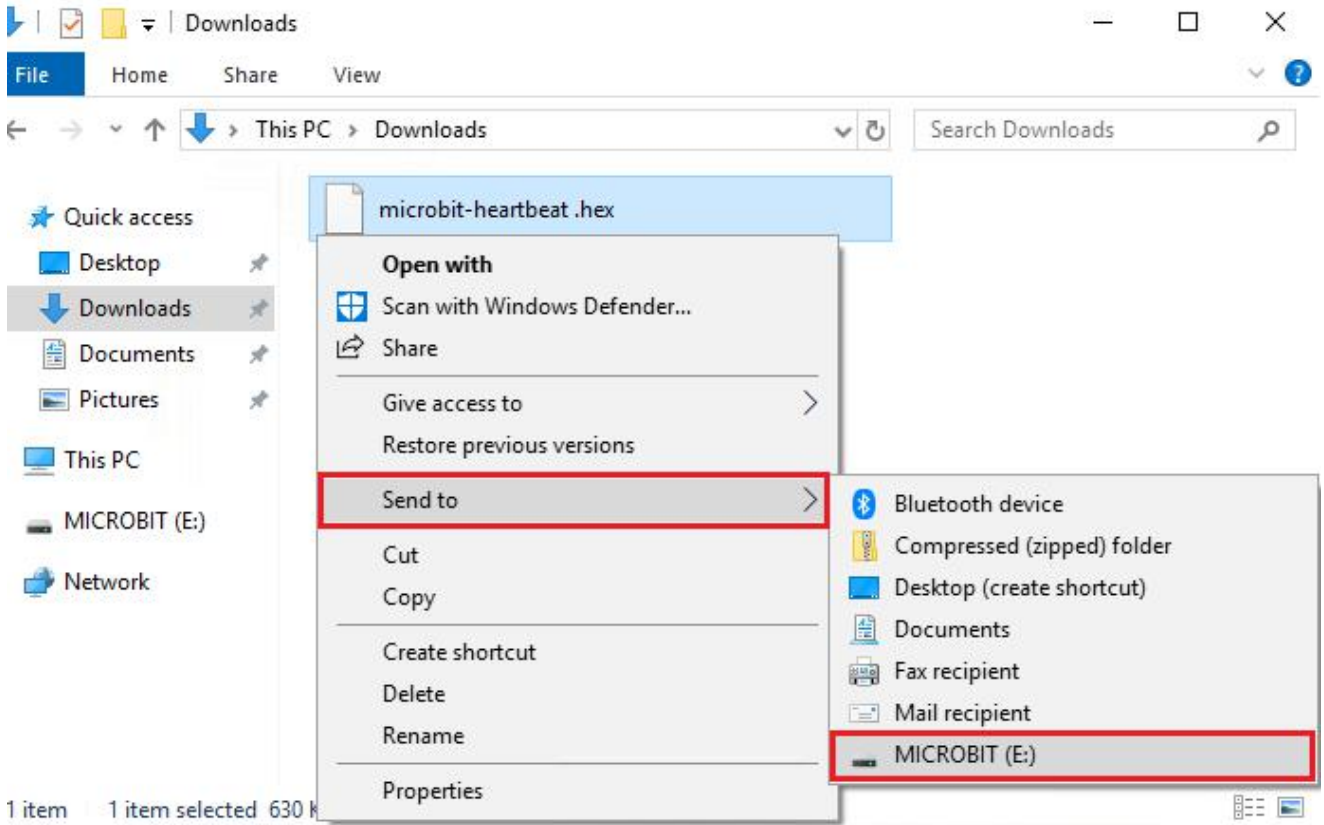 Downloads
File Home Share View
This PC > Downloads
Search Downloads
Quick access
Desktop
Downloads
Documents
Pictures
This PC
MICROBIT (E:)
Network
microbit-heartbeat .hex
Open with
Scan with Windows Defender...
Share
Give access to
Restore previous versions
Send to
Cut
Copy
Create shortcut
Delete
Rename
Properties
Bluetooth device
Compressed (zipped) folder
Desktop (create shortcut)
Documents
Fax recipient
Mail recipient
MICROBIT (E:)
1 item 1 item selected 630 K